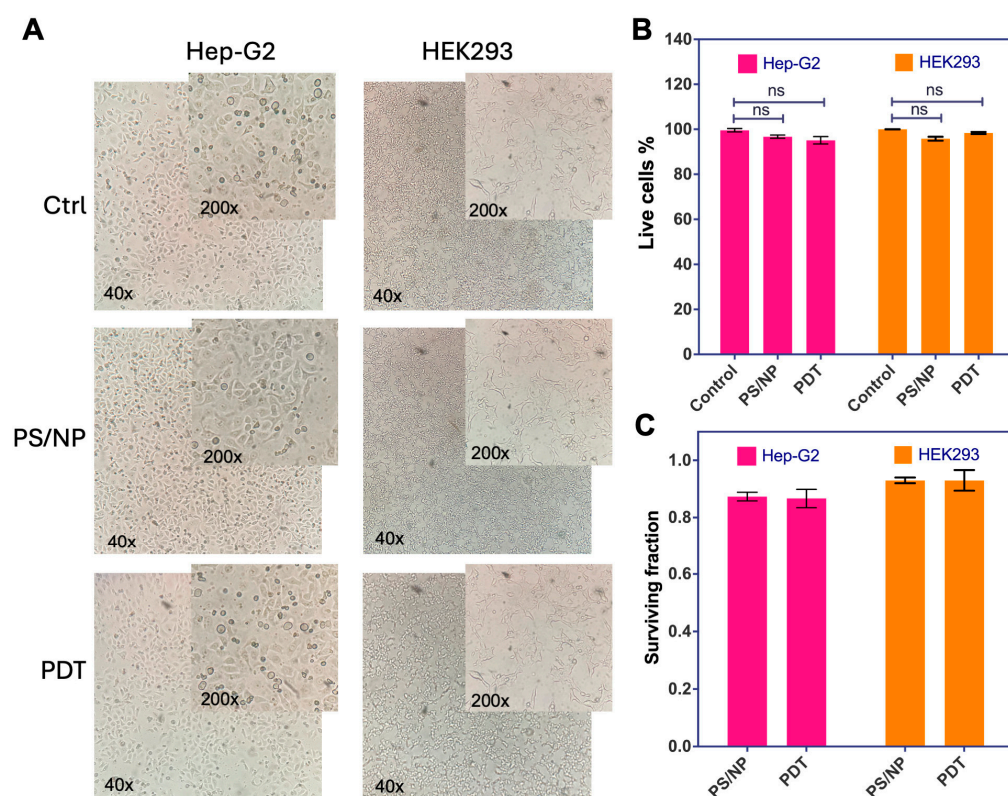 A
Hep-G2 HEK293
Ctrl
200x 200x
40x 40x
PS/NP
200x 200x
40x 40x
PDT
200x 200x
40x 40x
B
140
120
100
80
60
40
20
0
Live cells %
Hep-G2 HEK293
ns ns
ns ns
Control PS/NP PDT Control PS/NP PDT
C
1.0
0.8
0.6
0.4
0.2
0.0
Surviving fraction
Hep-G2 HEK293
PS/NP PDT PS/NP PDT